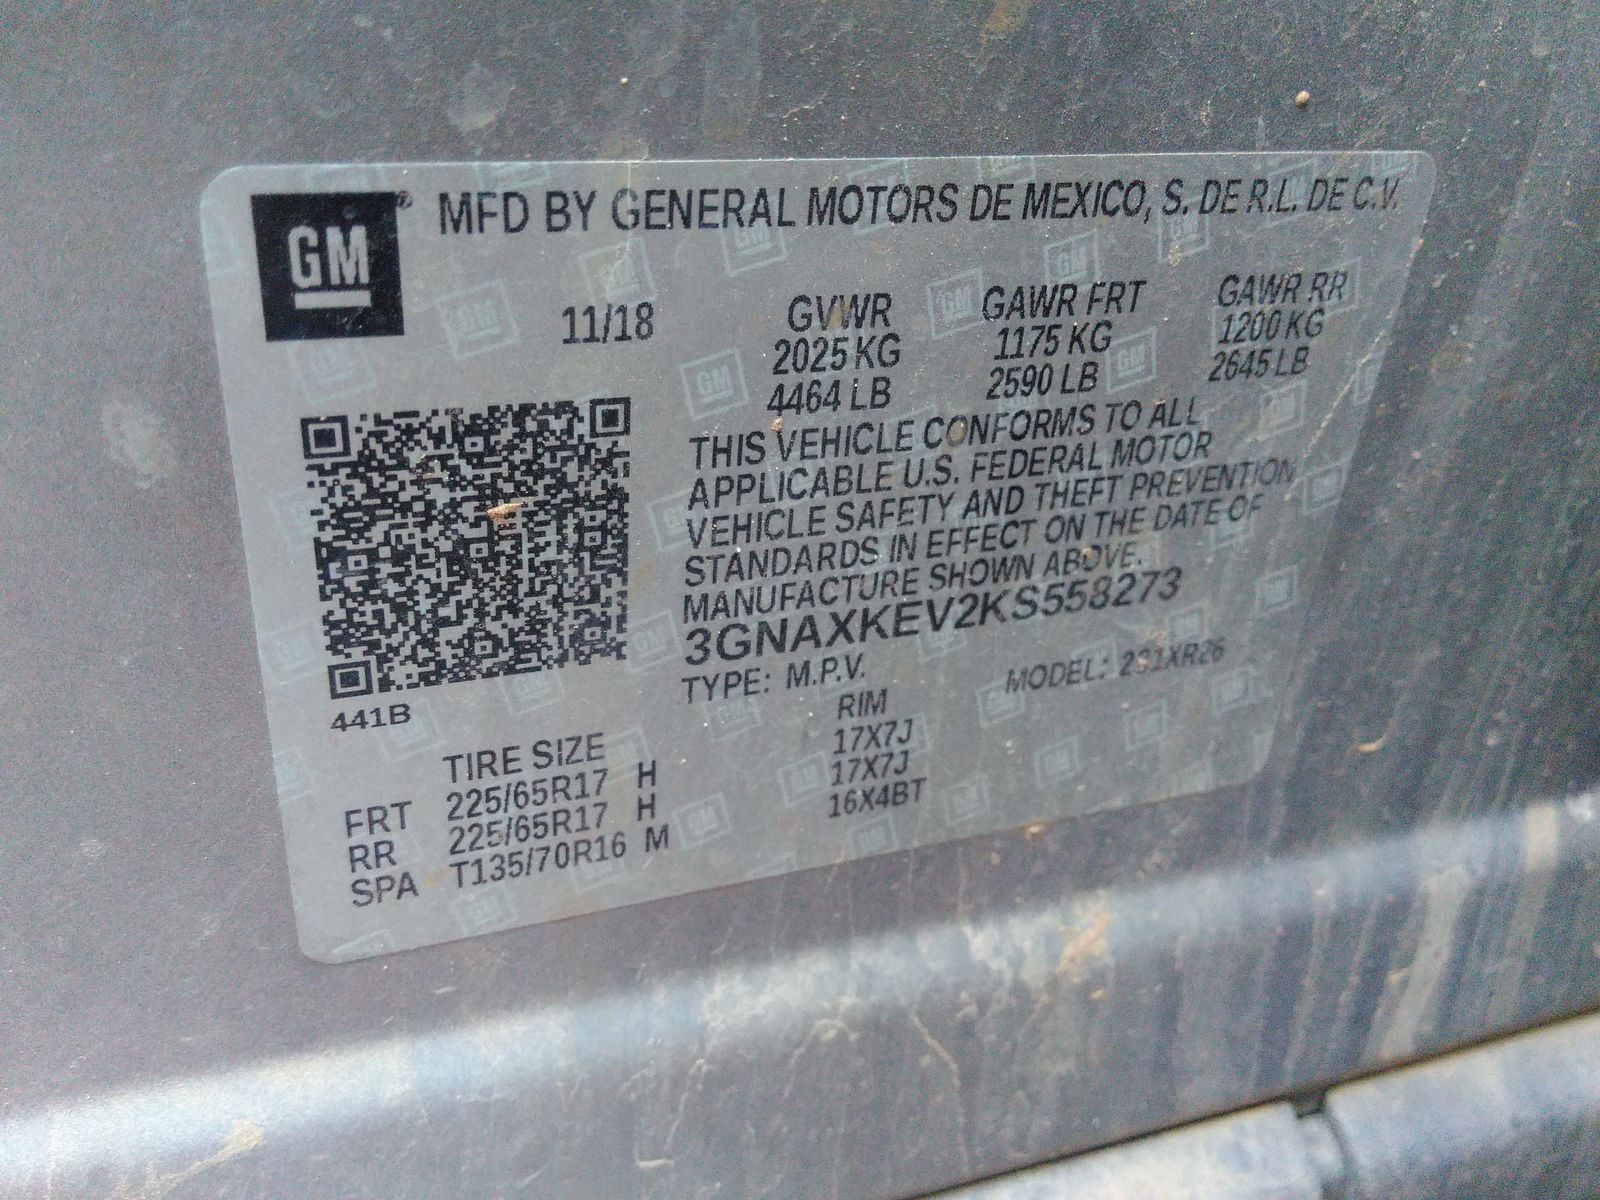 GM® MFD BY GENERAL MOTORS DE MEXICO, S. DE R.L. DE C.V.
11/18 GVWR GAWR FRT GAWR RR
2025 KG 1175 KG 1200 KG
4464 LB 2590 LB 2645 LB
THIS VEHICLE CONFORMS TO ALL
APPLICABLE U.S. FEDERAL MOTOR
VEHICLE SAFETY AND THEFT PREVENTION
STANDARDS IN EFFECT ON THE DATE OF
MANUFACTURE SHOWN ABOVE.
3GNAXKEV2KS558273
TYPE: M.P.V. MODEL: 231XR26
441B
TIRE SIZE RIM
FRT 225/65R17 H 17X7J
RR 225/65R17 H 17X7J
SPA T135/70R16 M 16X4BT